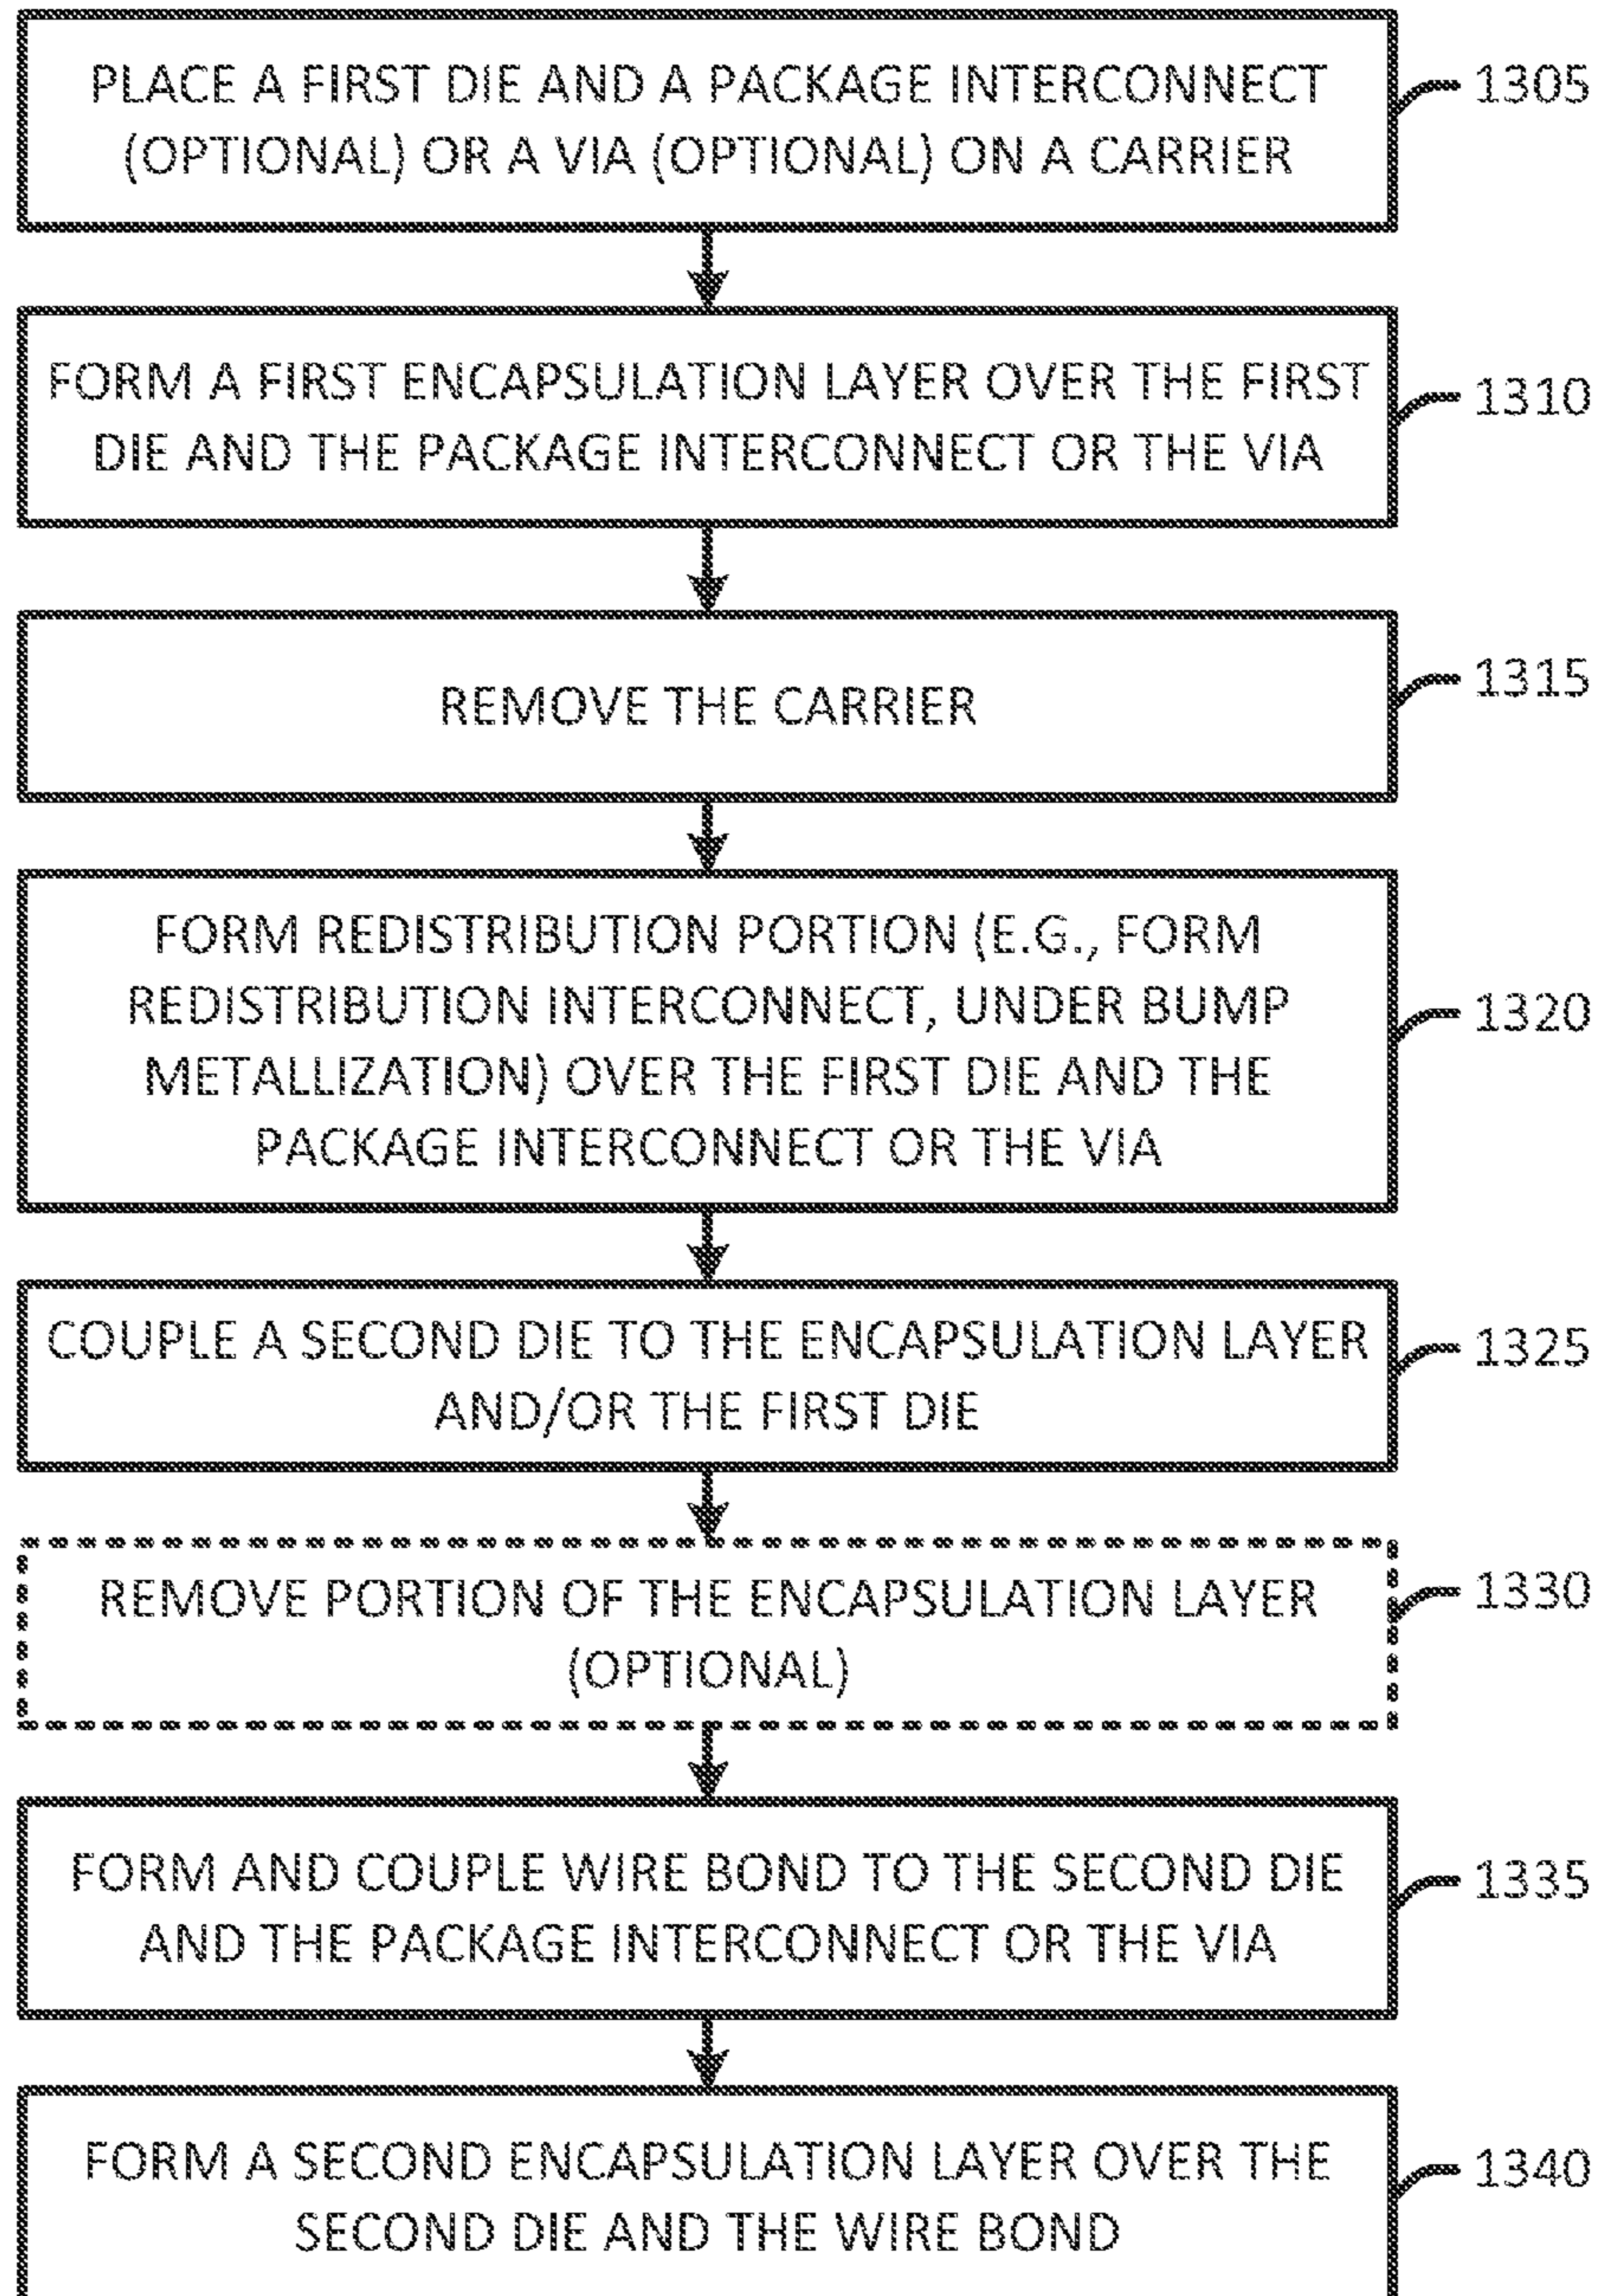 PLACE A FIRST DIE AND A PACKAGE INTERCONNECT
(OPTIONAL) OR A VIA (OPTIONAL) ON A CARRIER
1305
FORM A FIRST ENCAPSULATION LAYER OVER THE FIRST
DIE AND THE PACKAGE INTERCONNECT OR THE VIA
1310
REMOVE THE CARRIER
1315
FORM REDISTRIBUTION PORTION (E.G., FORM
REDISTRIBUTION INTERCONNECT, UNDER BUMP
METALLIZATION) OVER THE FIRST DIE AND THE
PACKAGE INTERCONNECT OR THE VIA
1320
COUPLE A SECOND DIE TO THE ENCAPSULATION LAYER
AND/OR THE FIRST DIE
1325
REMOVE PORTION OF THE ENCAPSULATION LAYER
(OPTIONAL)
1330
FORM AND COUPLE WIRE BOND TO THE SECOND DIE
AND THE PACKAGE INTERCONNECT OR THE VIA
1335
FORM A SECOND ENCAPSULATION LAYER OVER THE
SECOND DIE AND THE WIRE BOND
1340